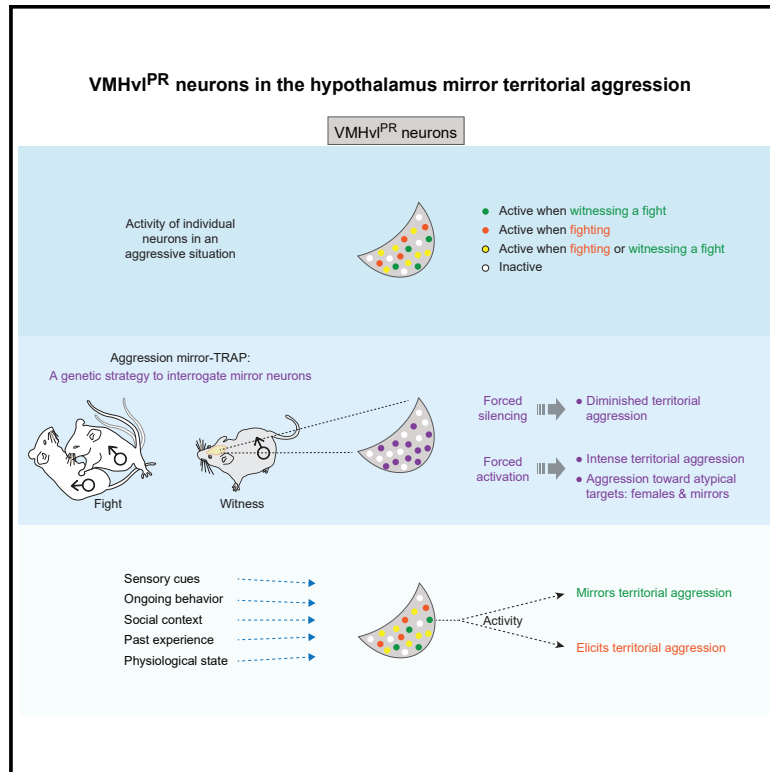 VMHvlPR neurons in the hypothalamus mirror territorial aggression
VMHvlPR neurons
Activity of individual
neurons in an
aggressive situation
Active when witnessing a fight
Active when fighting
Active when fighting or witnessing a fight
Inactive
Aggression mirror-TRAP:
A genetic strategy to interrogate mirror neurons
Fight
Witness
Forced
silencing
• Diminished territorial
aggression
Forced
activation
• Intense territorial aggression
• Aggression toward atypical
targets: females & mirrors
Sensory cues
Ongoing behavior
Social context
Past experience
Physiological state
Activity
Mirrors territorial aggression
Elicits territorial aggression